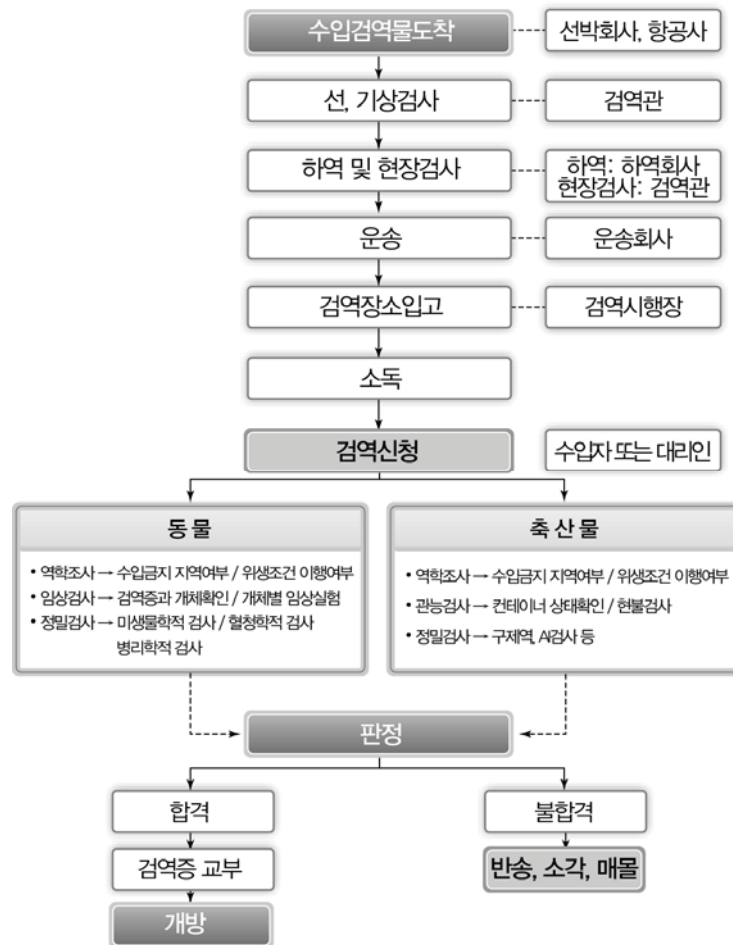 수입검역물도착
선박회사, 항공사
선, 기상검사
검역관
하역 및 현장검사
하역: 하역회사
현장검사: 검역관
운송
운송회사
검역장소입고
검역시행장
소독
검역신청
수입자 또는 대리인
동 물
• 역학조사 → 수입금지 지역여부 / 위생조건 이행여부
• 임상검사 → 검역증과 개체확인 / 개체별 임상실험
• 정밀검사 → 미생물학적 검사 / 혈청학적 검사
병리학적 검사
축 산 물
• 역학조사 → 수입금지 지역여부 / 위생조건 이행여부
• 관능검사 → 컨테이너 상태확인 / 현불검사
• 정밀검사 → 구제역, AI검사 등
판정
합격
불합격
검역증 교부
반송, 소각, 매몰
개방